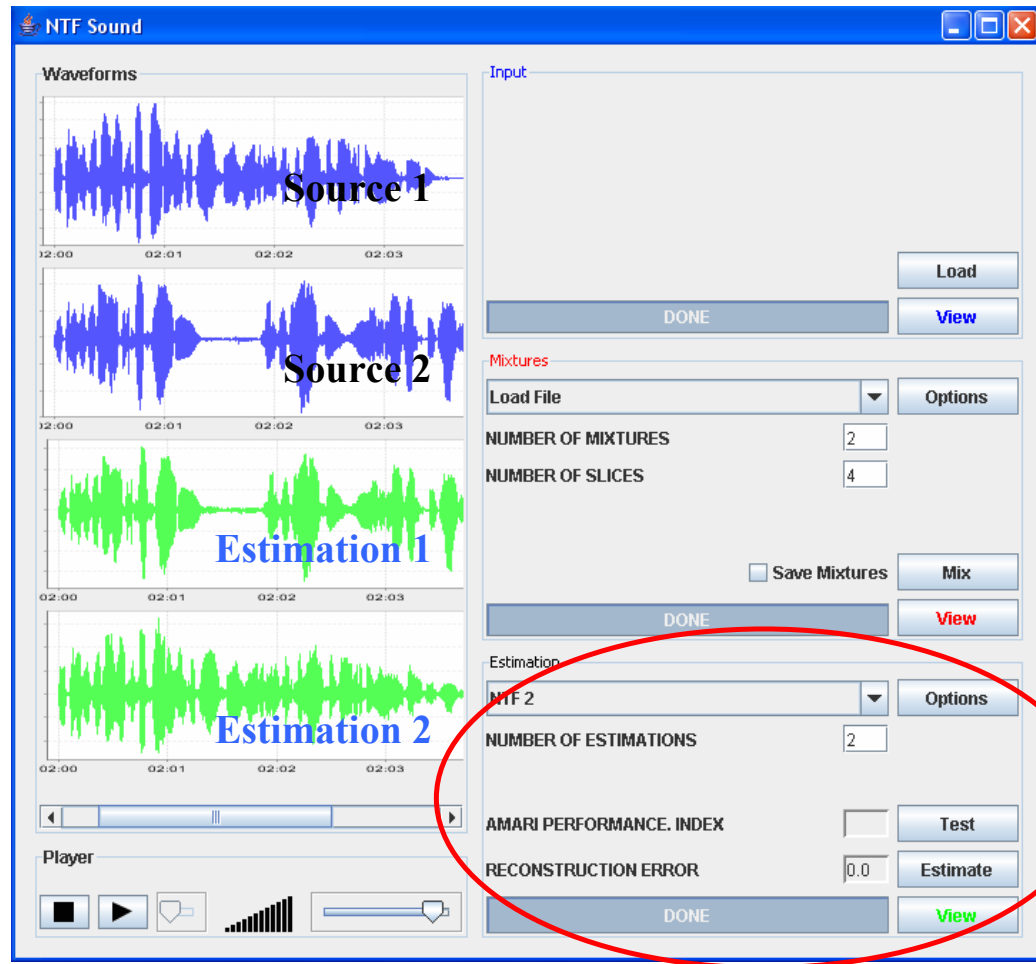 NTF Sound
Waveforms
Source 1
12:00 02:01 02:02 02:03
Source 2
12:00 02:01 02:02 02:03
Estimation 1
02:00 02:01 02:02 02:03
Estimation 2
02:00 02:01 02:02 02:03
Player
Input
Load
DONE
View
Mixtures
Load File
Options
NUMBER OF MIXTURES 2
NUMBER OF SLICES 4
Save Mixtures
Mix
DONE
View
Estimation
NTF 2
Options
NUMBER OF ESTIMATIONS 2
AMARI PERFORMANCE. INDEX
Test
RECONSTRUCTION ERROR 0.0
Estimate
DONE
View